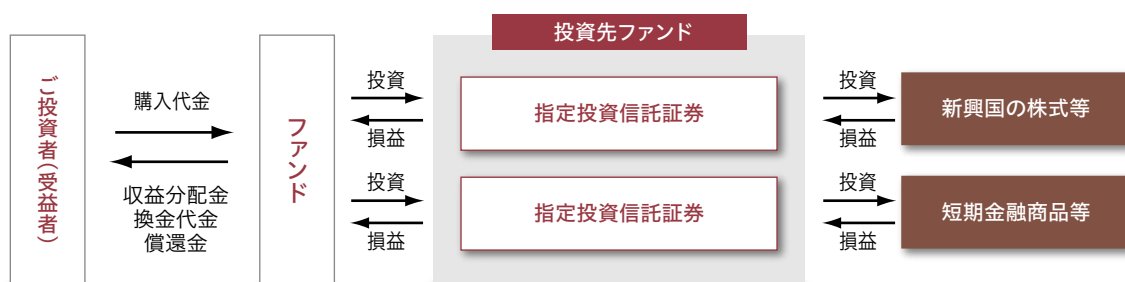 投資先ファンド
ご投資者(受益者)
購入代金
収益分配金
換金代金
償還金
ファンド
投資
損益
指定投資信託証券
投資
損益
新興国の株式等
投資
損益
指定投資信託証券
投資
損益
短期金融商品等